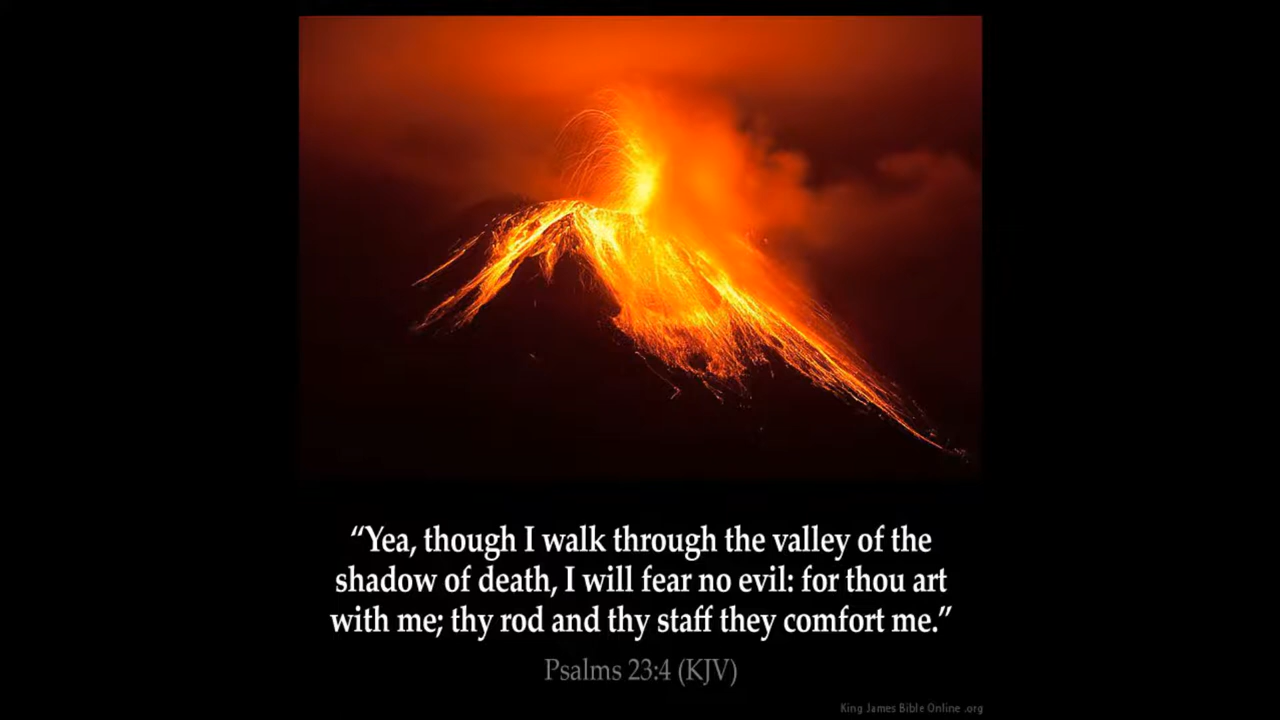 “Yea, though I walk through the valley of the
shadow of death, I will fear no evil: for thou art
with me; thy rod and thy staff they comfort me.”
Psalms 23:4 (KJV)
King James Bible Online .org